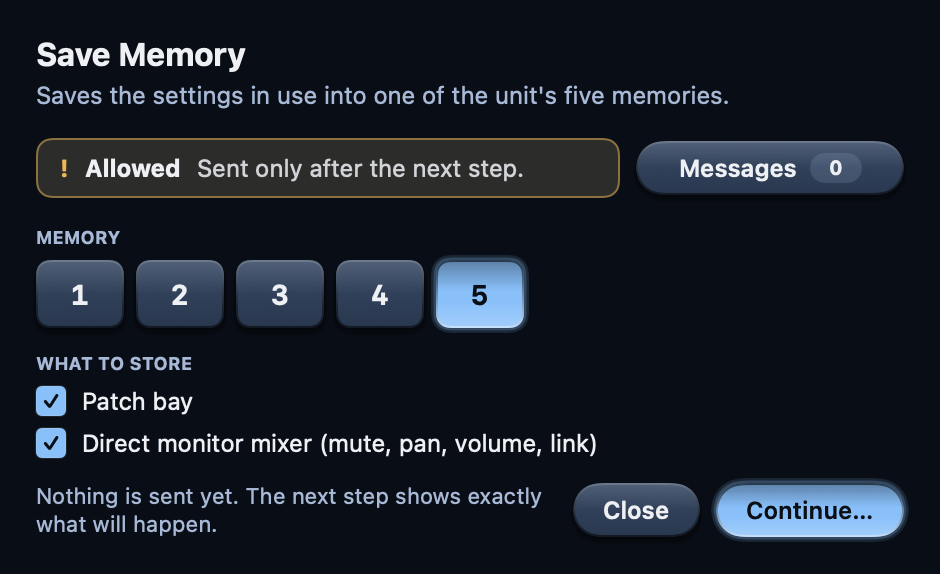 Save Memory
Saves the settings in use into one of the unit's five memories.
! Allowed Sent only after the next step.
Messages 0
MEMORY
1 2 3 4 5
WHAT TO STORE
Patch bay
Direct monitor mixer (mute, pan, volume, link)
Nothing is sent yet. The next step shows exactly
what will happen.
Close
Continue...